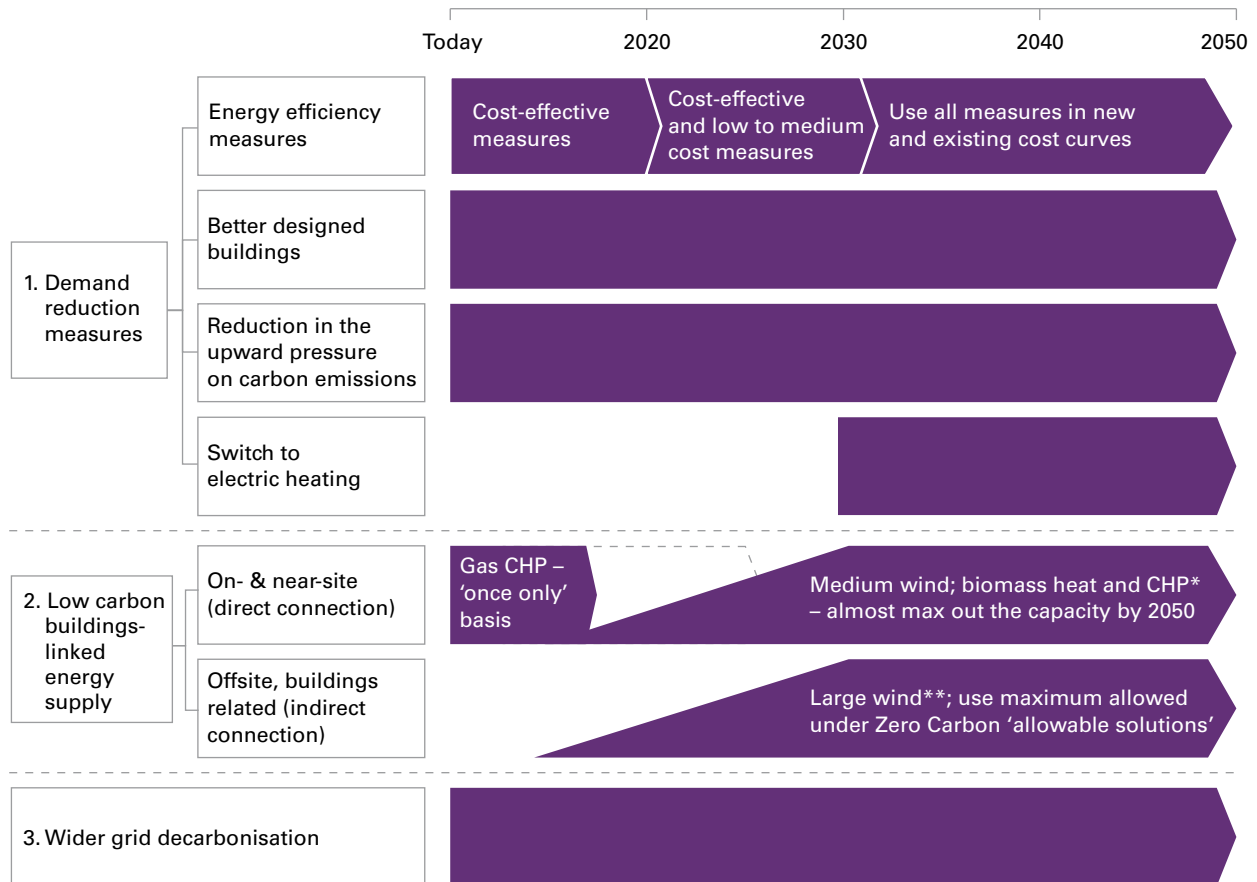 Today 2020 2030 2040 2050
Energy efficiency
measures
Cost-effective
measures
Cost-effective
and low to medium
cost measures
Use all measures in new
and existing cost curves
1. Demand
reduction
measures
Better designed
buildings
Reduction in the
upward pressure
on carbon emissions
Switch to
electric heating
2. Low carbon
buildings-
linked
energy
supply
On- & near-site
(direct connection)
Gas CHP –
‘once only’
basis
Medium wind; biomass heat and CHP*
– almost max out the capacity by 2050
Offsite, buildings
related (indirect
connection)
Large wind**; use maximum allowed
under Zero Carbon ‘allowable solutions’
3. Wider grid decarbonisation